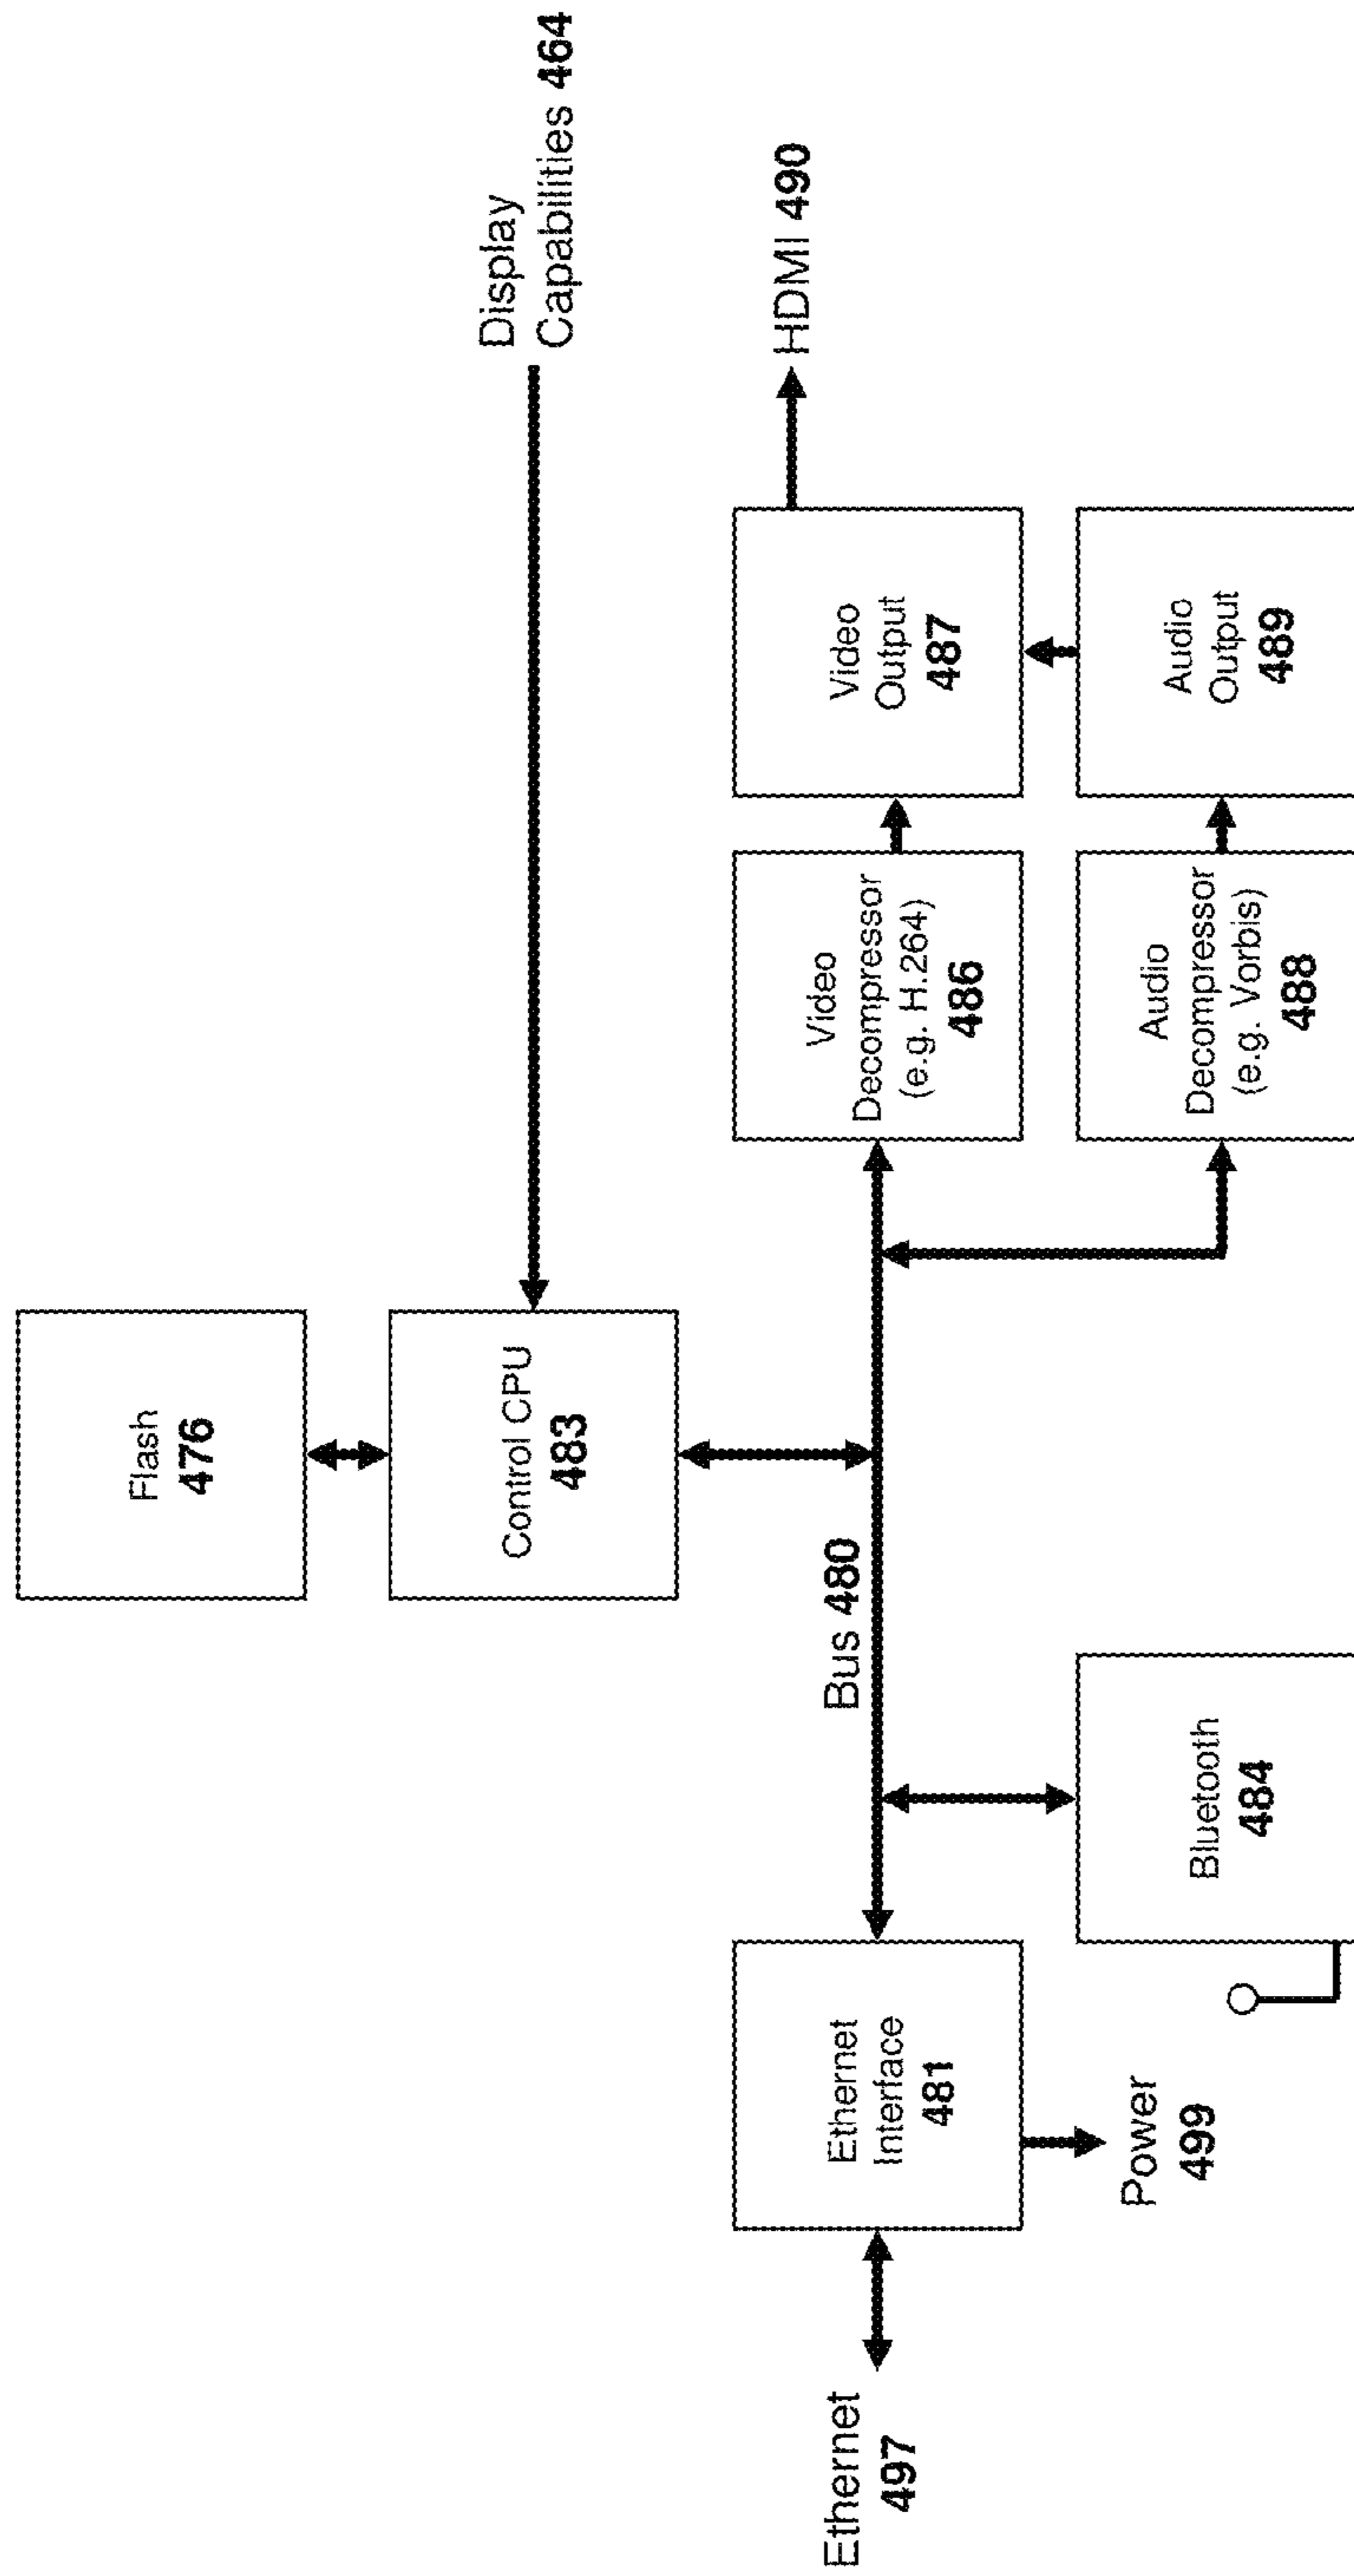 Flash
476
Display
Capabilities 464
Control CPU
483
Bus 480
HDMI 490
Ethernet
497
Ethernet
Interface
481
Video
Decompressor
(e.g. H.264)
486
Video
Output
487
Power
499
Bluetooth
484
Audio
Decompressor
(e.g. Vorbis)
488
Audio
Output
489